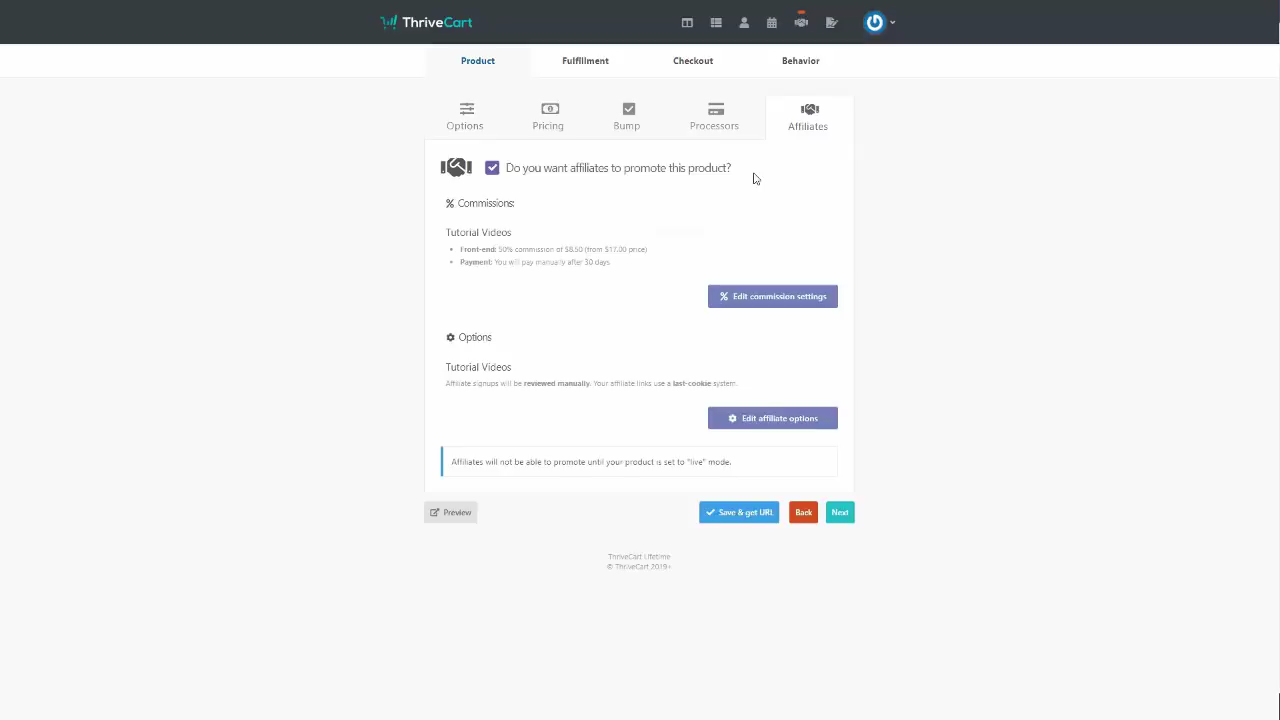 ThriveCart
Product Fulfillment Checkout Behavior
Options Pricing Bump Processors Affiliates
Do you want affiliates to promote this product?
% Commissions:
Tutorial Videos
• Front-end: 50% commission of $8.50 (from $17.00 price)
• Payment: You will pay manually after 30 days
% Edit commission settings
Options
Tutorial Videos
Affiliate signups will be reviewed manually. Your affiliate links use a last-cookie system.
Edit affiliate options
Affiliates will not be able to promote until your product is set to "live" mode.
Preview Save & get URL Back Next
ThriveCart Lifetime
© ThriveCart 2019+